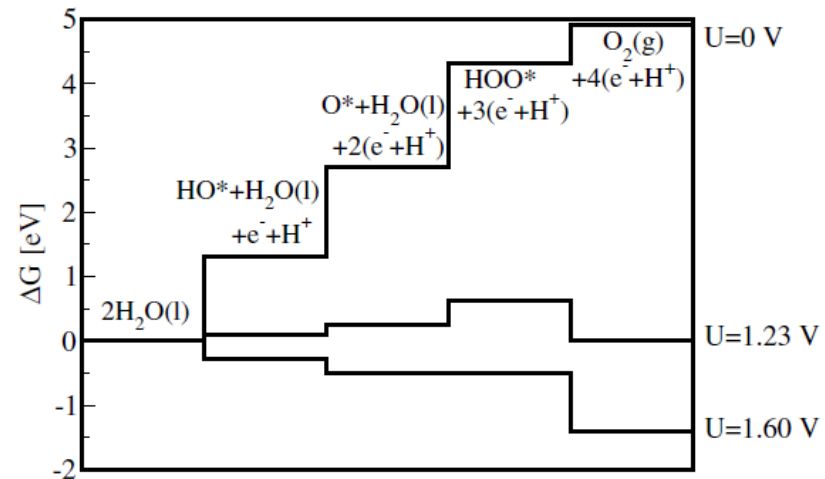 5
4
3
2
1
0
-1
-2
ΔG [eV]
2H₂O(l)
HO*+H₂O(l)
+e⁻+H⁺
O*+H₂O(l)
+2(e⁻+H⁺)
HOO*
+3(e⁻+H⁺)
O₂(g)
+4(e⁻+H⁺)
U=0 V
U=1.23 V
U=1.60 V